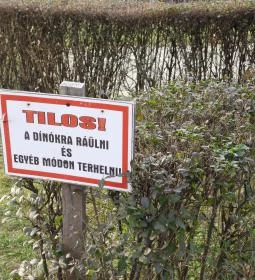 TILOS!
A DÍNÓKRA RÁÜLNI
ÉS
EGYÉB MÓDON TERHELNI